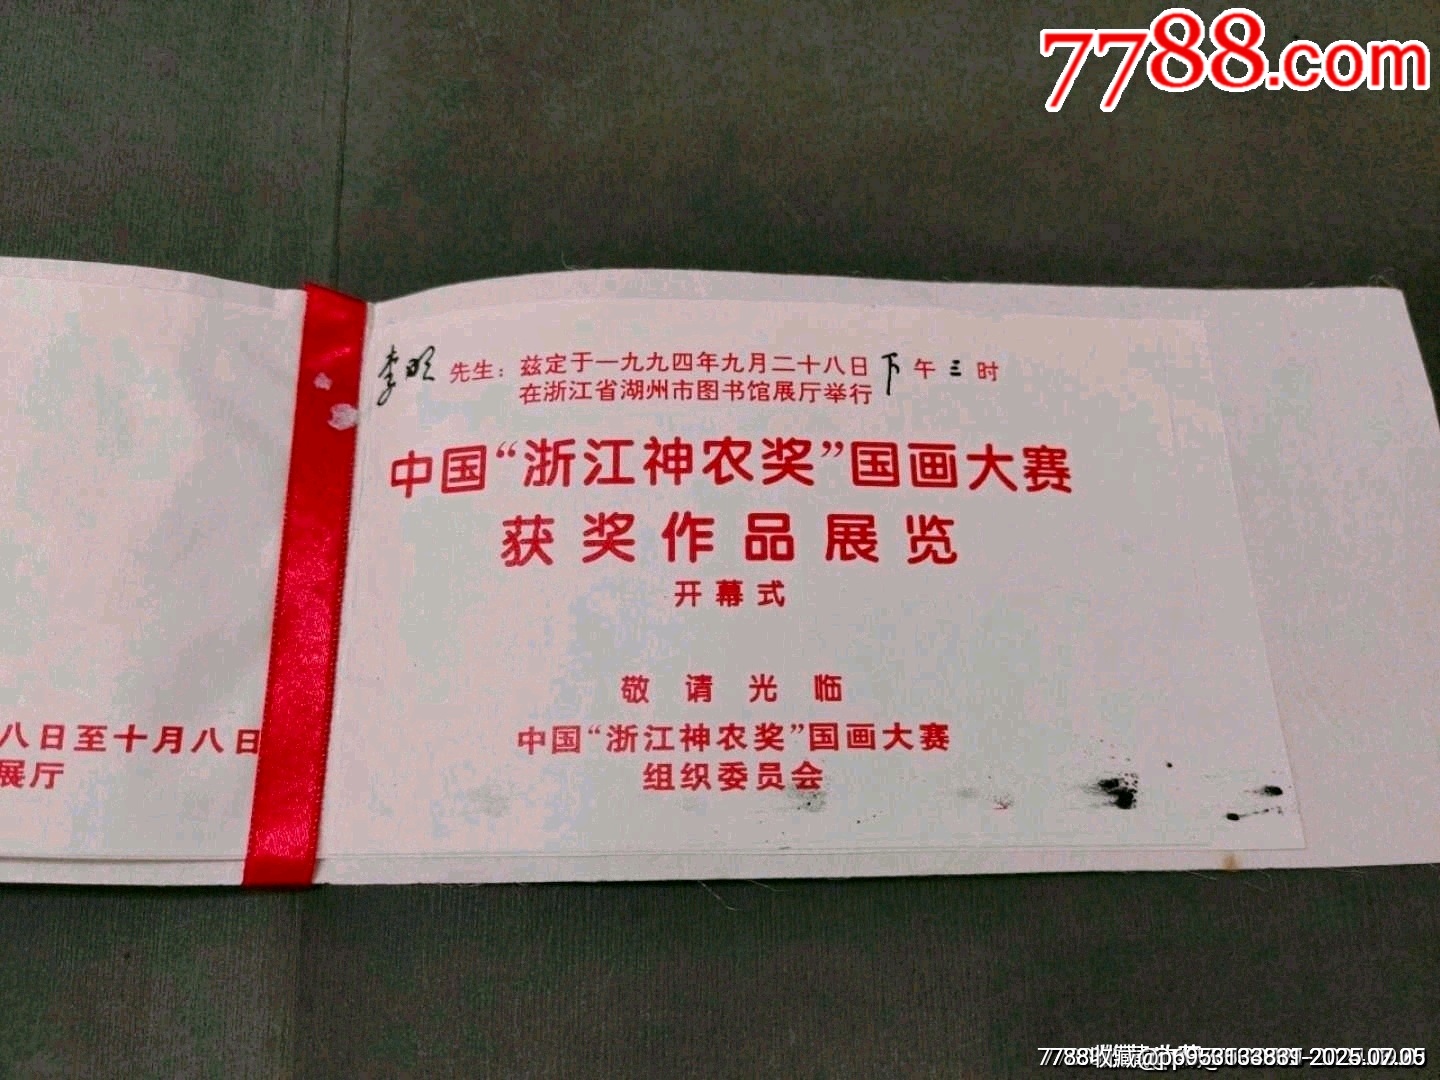 7788.com
李明 先生：兹定于一九九四年九月二十八日下午三时
在浙江省湖州市图书馆展厅举行
中国“浙江神农奖”国画大赛
获奖作品展览
开幕式
敬请光临
中国“浙江神农奖”国画大赛
组织委员会
八日至十月八日
展厅